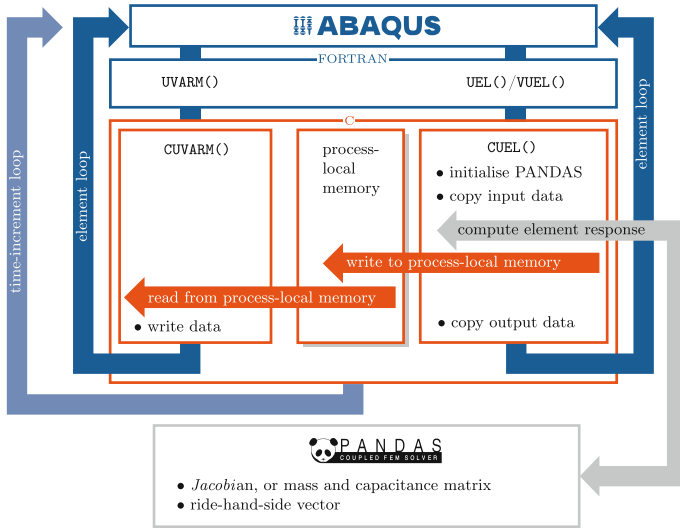 ABAQUS
FORTRAN
UVARM()
UEL()/VUEL()
C
CUVARM()
process-
local
memory
CUEL()
• initialise PANDAS
• copy input data
compute element response
write to process-local memory
read from process-local memory
• write data
• copy output data
time-increment loop
element loop
element loop
PANDAS
COUPLED FEM SOLVER
• Jacobian, or mass and capacitance matrix
• ride-hand-side vector